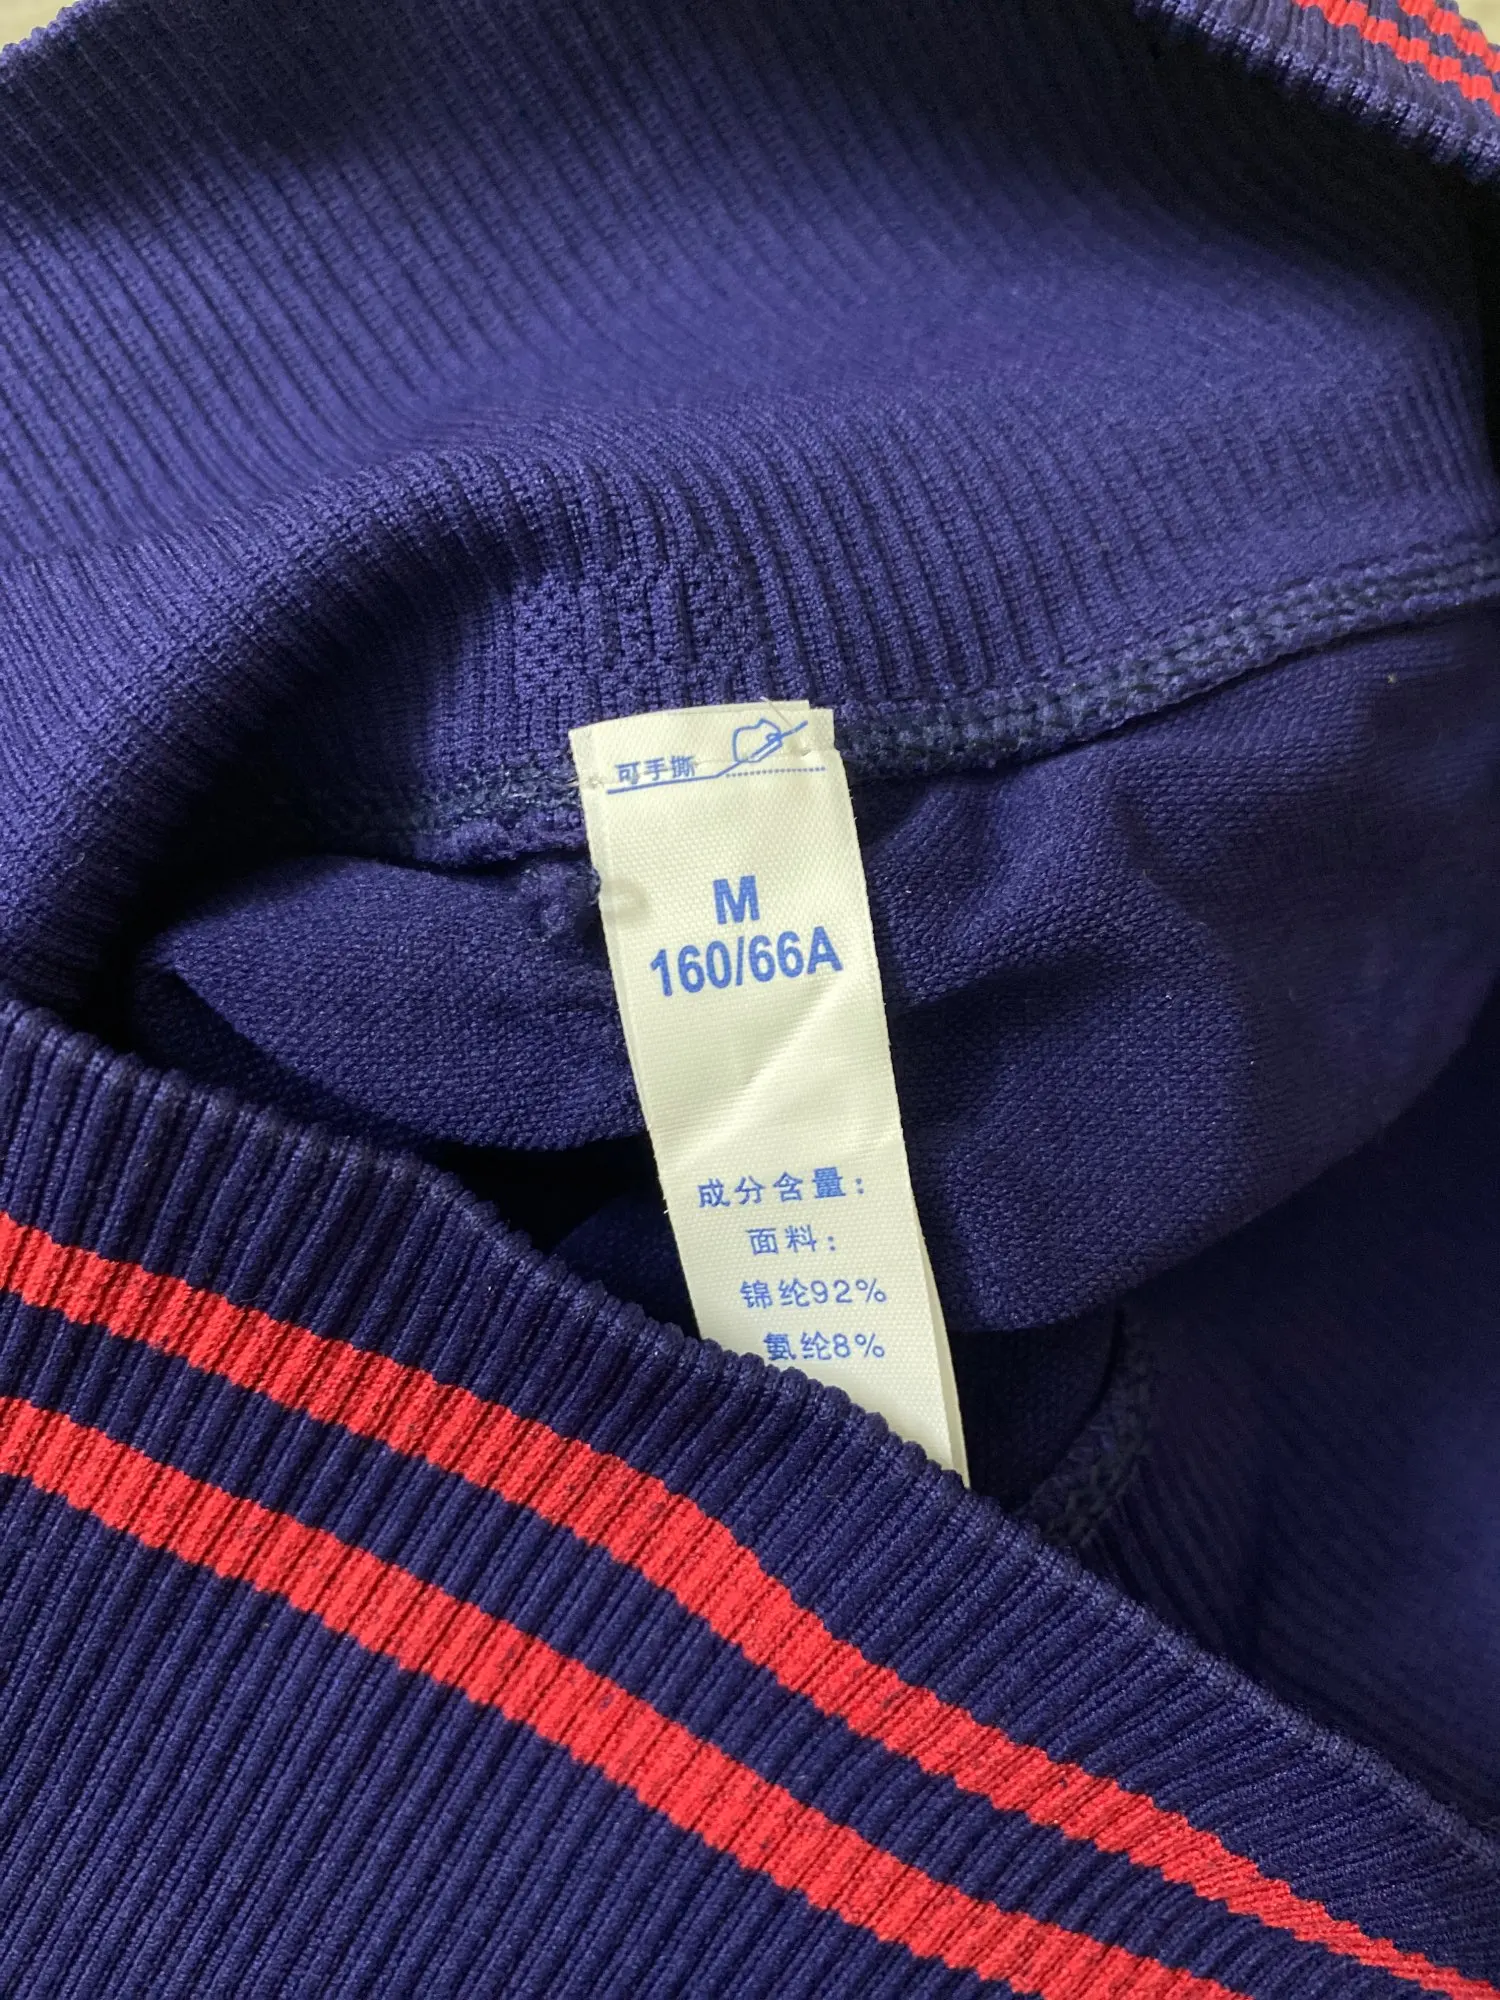 可手撕
M
160/66A
成分含量:
面料:
锦纶92%
氨纶8%